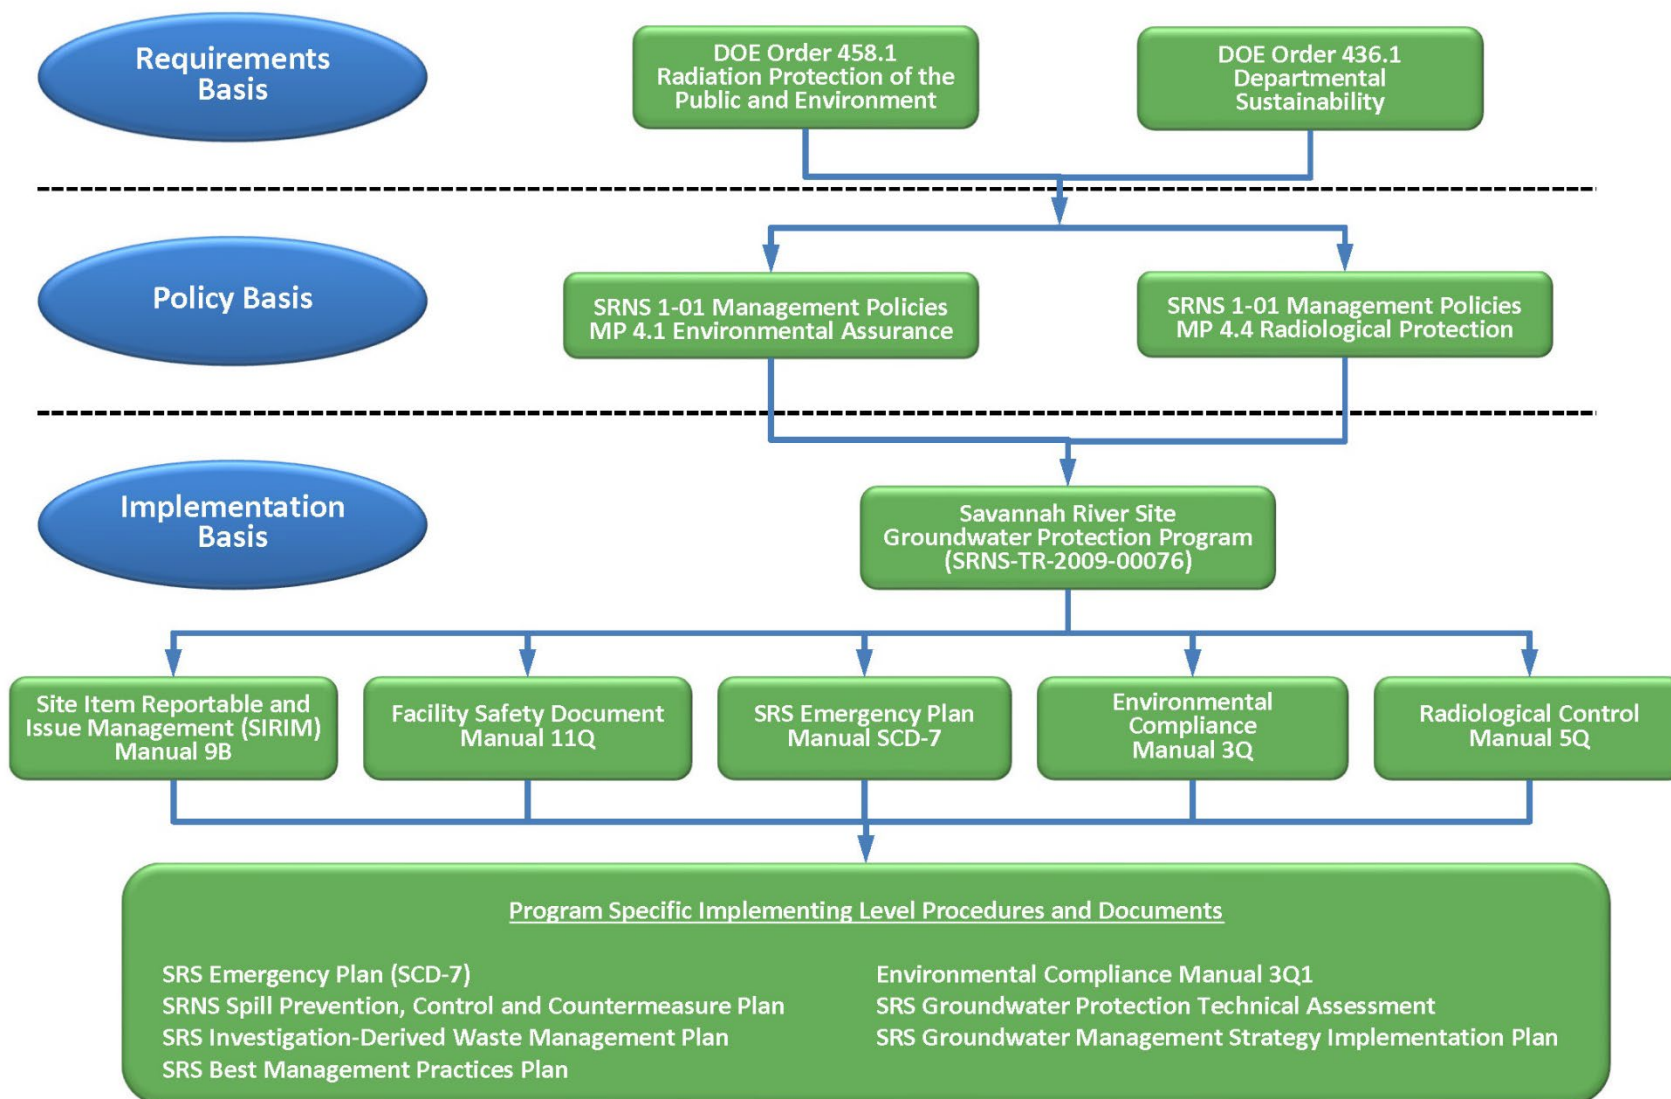 Requirements
Basis
DOE Order 458.1
Radiation Protection of the
Public and Environment
DOE Order 436.1
Departmental
Sustainability
Policy Basis
SRNS 1-01 Management Policies
MP 4.1 Environmental Assurance
SRNS 1-01 Management Policies
MP 4.4 Radiological Protection
Implementation
Basis
Savannah River Site
Groundwater Protection Program
(SRNS-TR-2009-00076)
Site Item Reportable and
Issue Management (SIRIM)
Manual 9B
Facility Safety Document
Manual 11Q
SRS Emergency Plan
Manual SCD-7
Environmental
Compliance
Manual 3Q
Radiological Control
Manual 5Q
Program Specific Implementing Level Procedures and Documents
SRS Emergency Plan (SCD-7)
SRNS Spill Prevention, Control and Countermeasure Plan
SRS Investigation-Derived Waste Management Plan
SRS Best Management Practices Plan
Environmental Compliance Manual 3Q1
SRS Groundwater Protection Technical Assessment
SRS Groundwater Management Strategy Implementation Plan